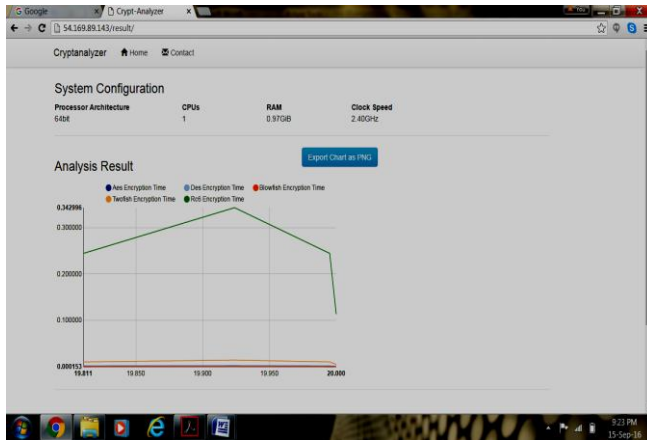 G Google
Crypt-Analyzer
54.169.89.143/result/
Cryptanalyzer Home Contact
System Configuration
Processor Architecture CPUs RAM Clock Speed
64bit 1 0.97GiB 2.40GHz
Export Chart as PNG
Analysis Result
Aes Encryption Time Des Encryption Time Blowfish Encryption Time
Twofish Encryption Time Rc6 Encryption Time
0.342996
0.300000
0.200000
0.100000
0.000153
19.811 19.850 19.900 19.950 20.000
9:23 PM
15-Sep-16